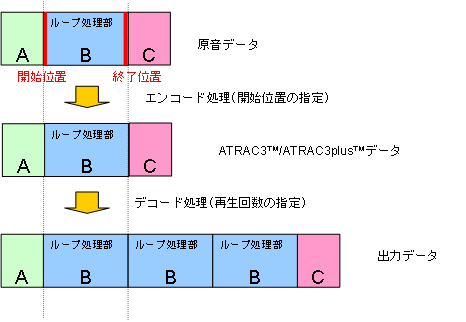 ループ処理部
A B C 原音データ
開始位置 終了位置
エンコード処理(開始位置の指定)
ループ処理部
A B C ATRAC3™/ATRAC3plus™データ
デコード処理(再生回数の指定)
ループ処理部 ループ処理部 ループ処理部
A B B B C 出力データ